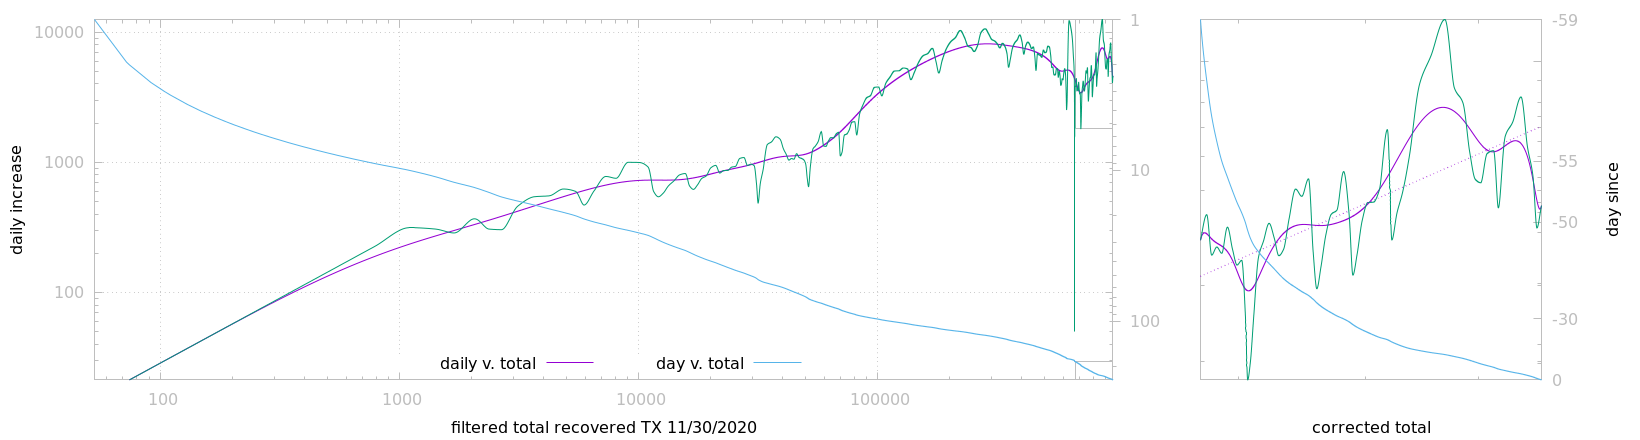 10000
1000
100
daily increase
100
1000
10000
100000
filtered total recovered TX 11/30/2020
daily v. total
day v. total
1
10
100
-59
-55
-50
-30
0
day since
corrected total